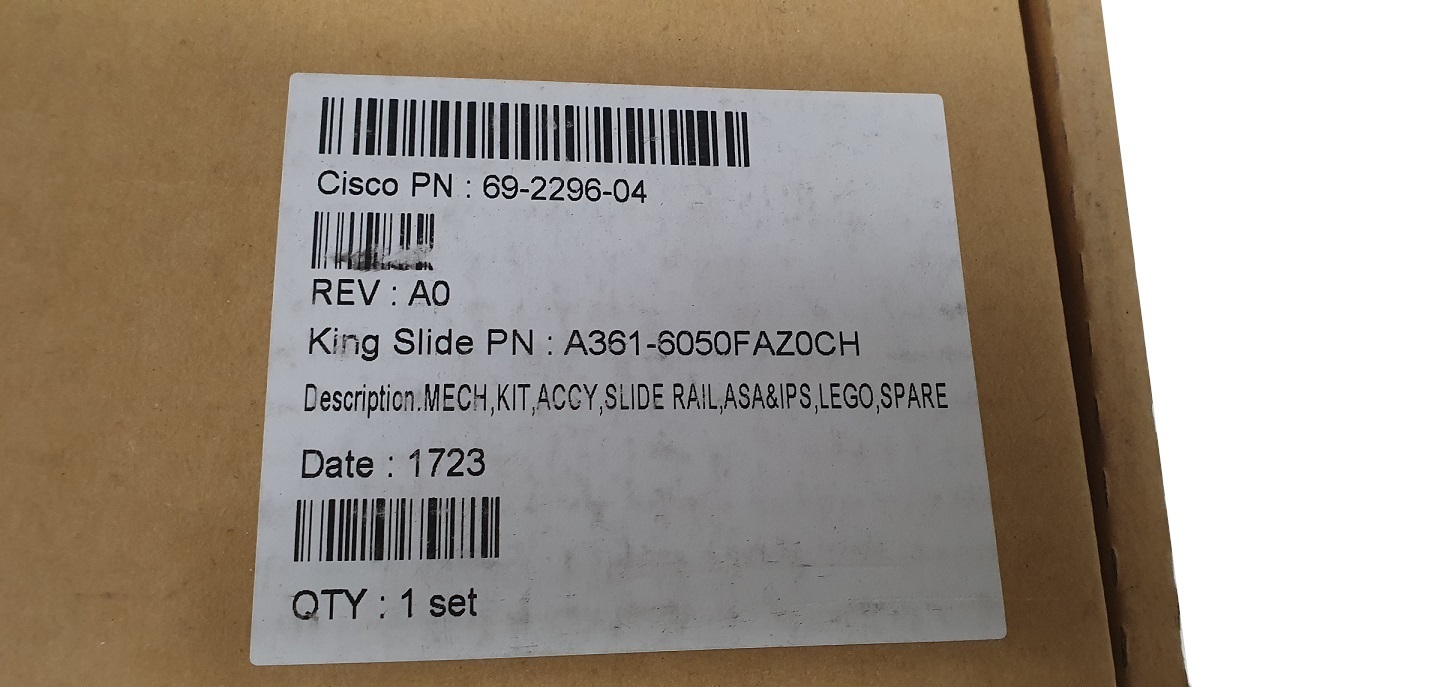 Cisco PN : 69-2296-04
REV : A0
King Slide PN : A361-6050FAZ0CH
Description.MECH,KIT,ACCY,SLIDE RAIL,ASA&IPS,LEGO,SPARE
Date : 1723
QTY : 1 set